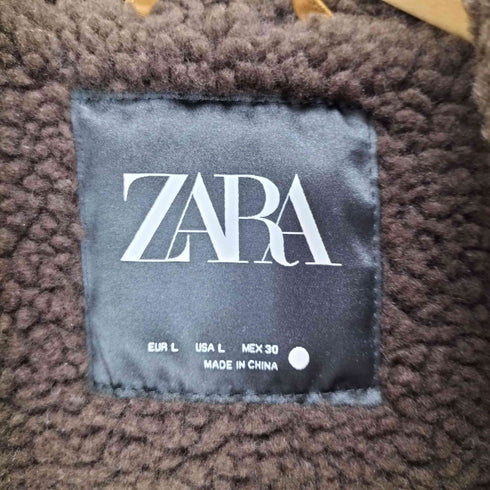 ZARA
EUR L USA L MEX 30
MADE IN CHINA